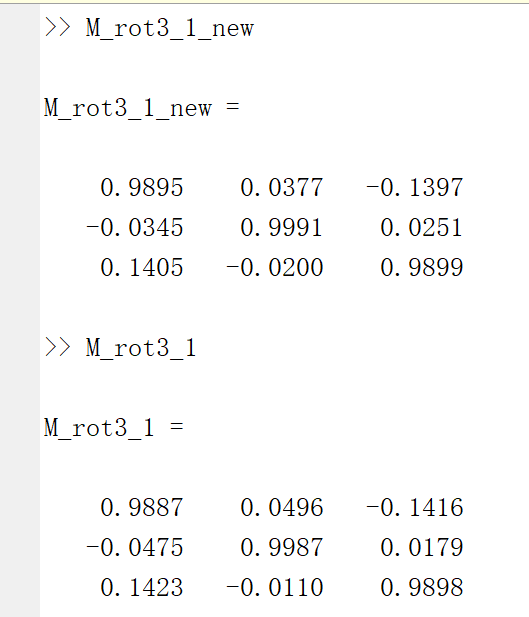 >> M_rot3_1_new
M_rot3_1_new =
0.9895 0.0377 -0.1397
-0.0345 0.9991 0.0251
0.1405 -0.0200 0.9899
>> M_rot3_1
M_rot3_1 =
0.9887 0.0496 -0.1416
-0.0475 0.9987 0.0179
0.1423 -0.0110 0.9898